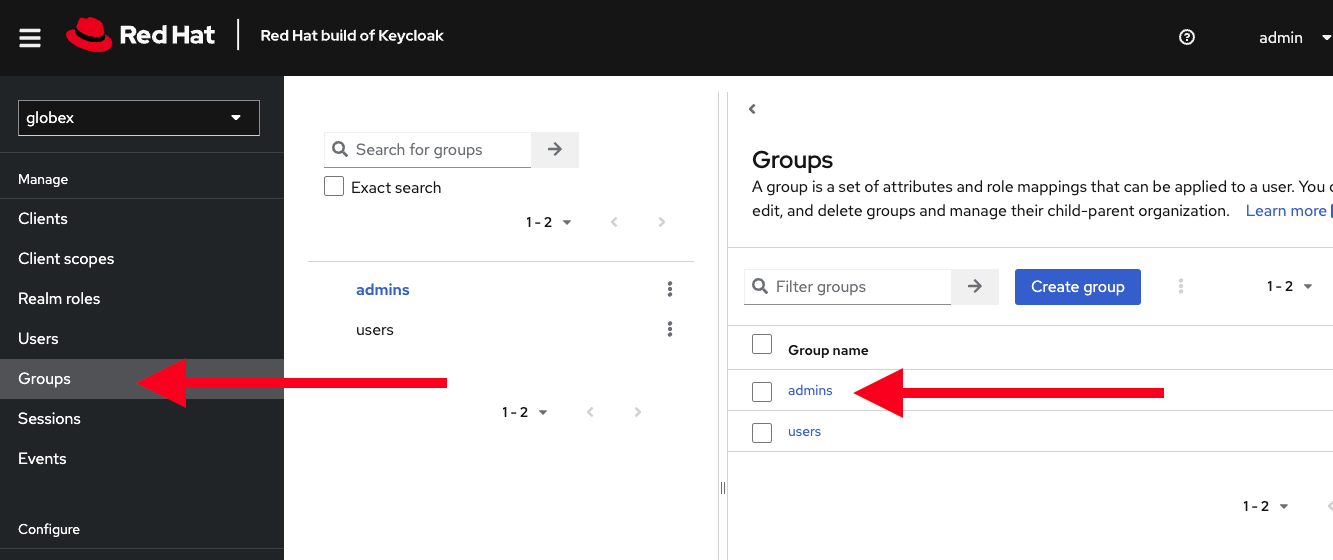 Red Hat
Red Hat build of Keycloak
admin
globex
Manage
Clients
Client scopes
Realm roles
Users
Groups
Sessions
Events
Configure
Search for groups
Exact search
1 - 2
admins
users
1 - 2
Groups
A group is a set of attributes and role mappings that can be applied to a user. You
edit, and delete groups and manage their child-parent organization. Learn more
Filter groups
Create group
1 - 2
Group name
admins
users
1 - 2